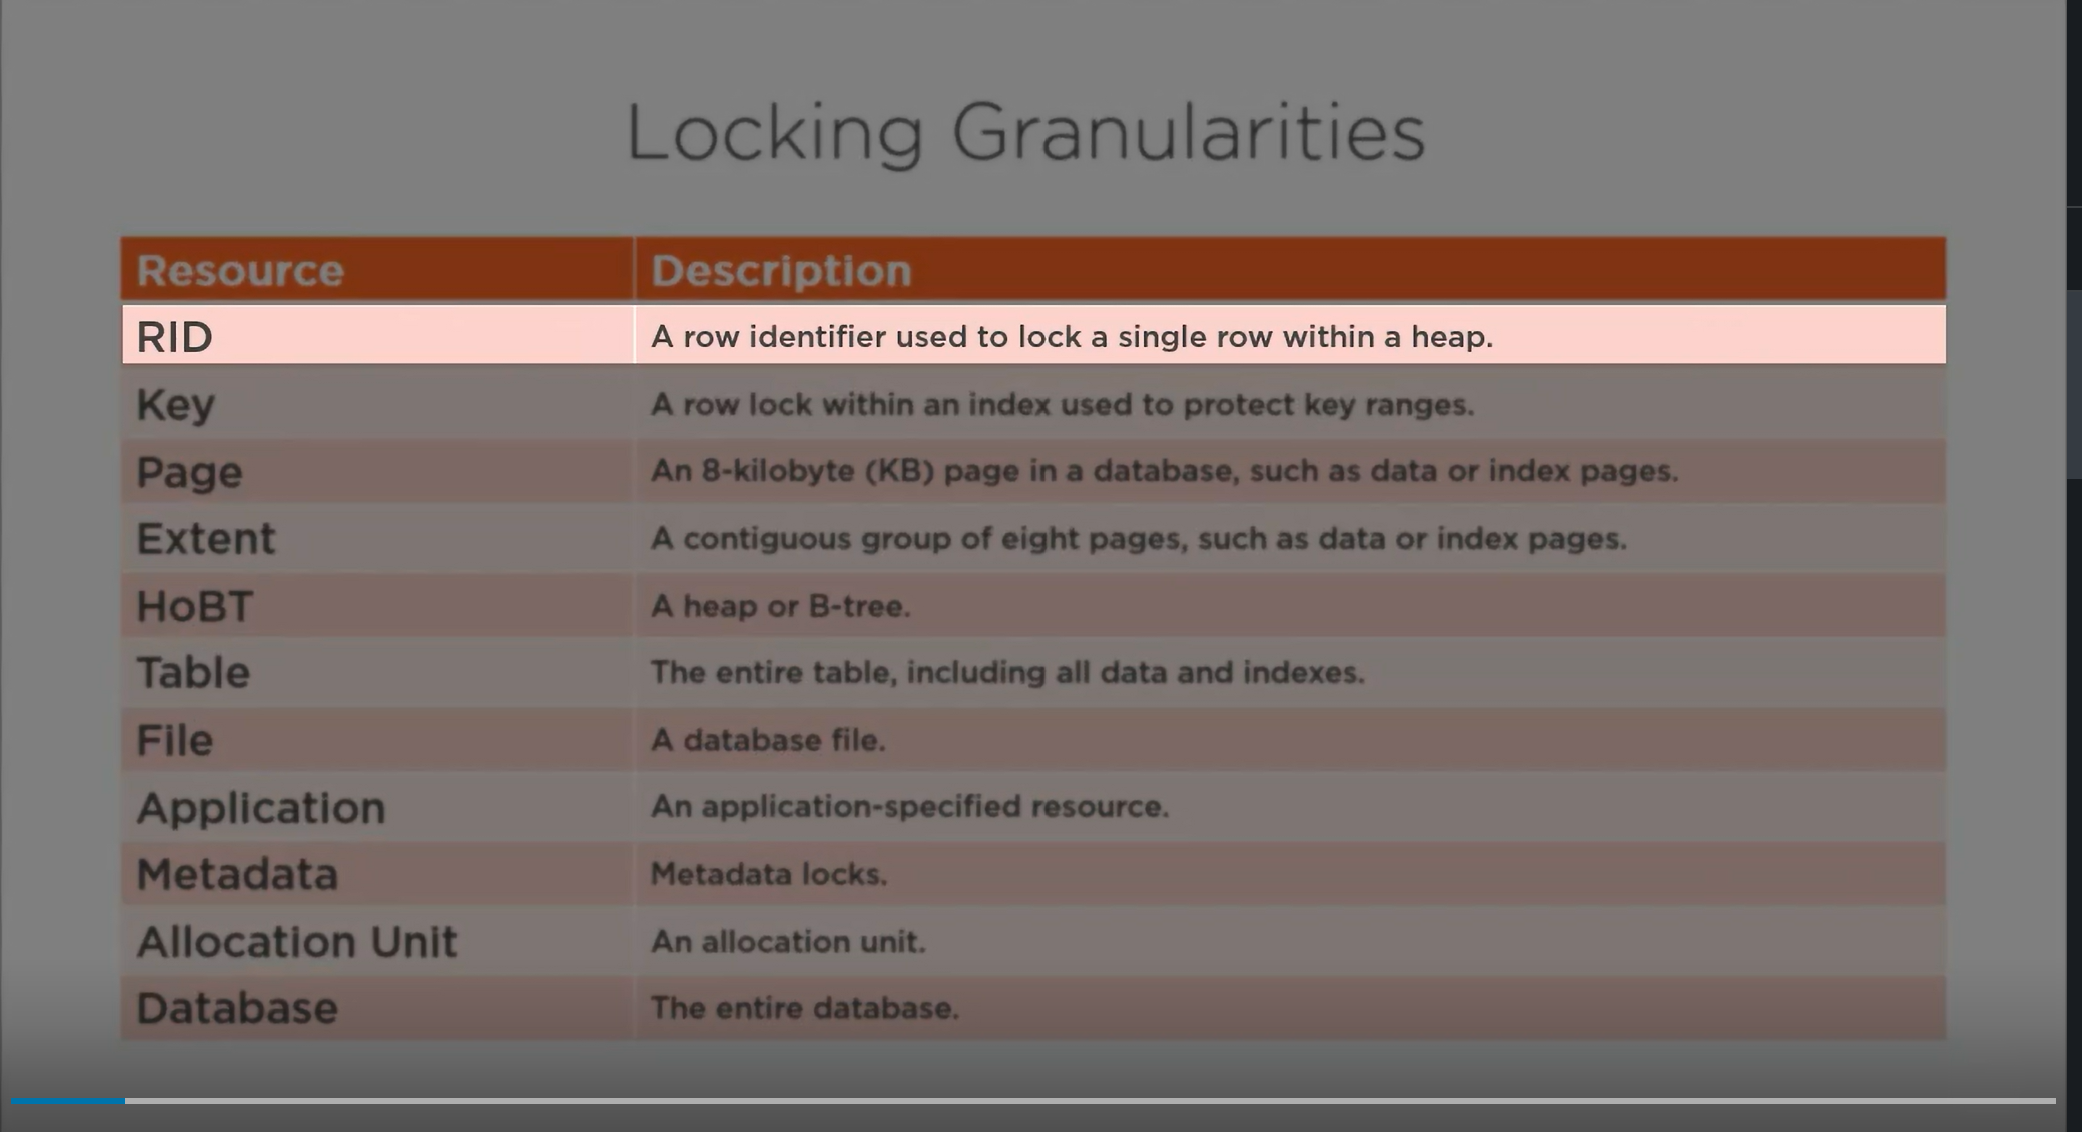 Locking Granularities
Resource Description
RID A row identifier used to lock a single row within a heap.
Key A row lock within an index used to protect key ranges.
Page An 8-kilobyte (KB) page in a database, such as data or index pages.
Extent A contiguous group of eight pages, such as data or index pages.
HoBT A heap or B-tree.
Table The entire table, including all data and indexes.
File A database file.
Application An application-specified resource.
Metadata Metadata locks.
Allocation Unit An allocation unit.
Database The entire database.